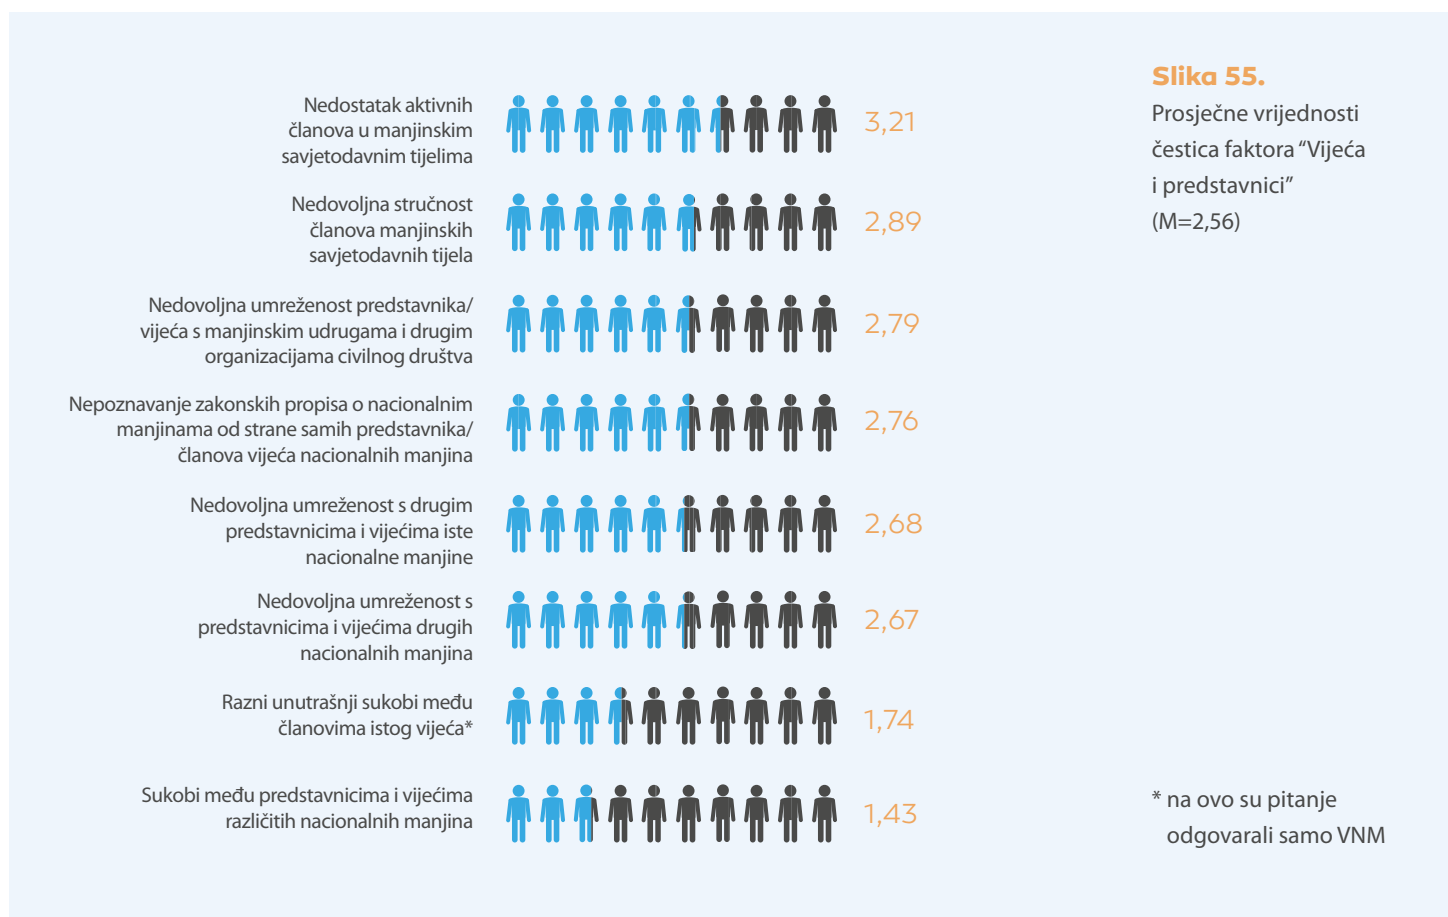 Slika 55.
Prosječne vrijednosti
čestica faktora “Vijeća
i predstavnici”
(M=2,56)
Nedostatak aktivnih
članova u manjinskim
savjetodavnim tijelima
3,21
Nedovoljna stručnost
članova manjinskih
savjetodavnih tijela
2,89
Nedovoljna umreženost predstavnika/
vijeća s manjinskim udrugama i drugim
organizacijama civilnog društva
2,79
Nepoznavanje zakonskih propisa o nacionalnim
manjinama od strane samih predstavnika/
članova vijeća nacionalnih manjina
2,76
Nedovoljna umreženost s drugim
predstavnicima i vijećima iste
nacionalne manjine
2,68
Nedovoljna umreženost s
predstavnicima i vijećima drugih
nacionalnih manjina
2,67
Razni unutrašnji sukobi među
članovima istog vijeća*
1,74
Sukobi među predstavnicima i vijećima
različitih nacionalnih manjina
1,43
* na ovo su pitanje
odgovarali samo VNM